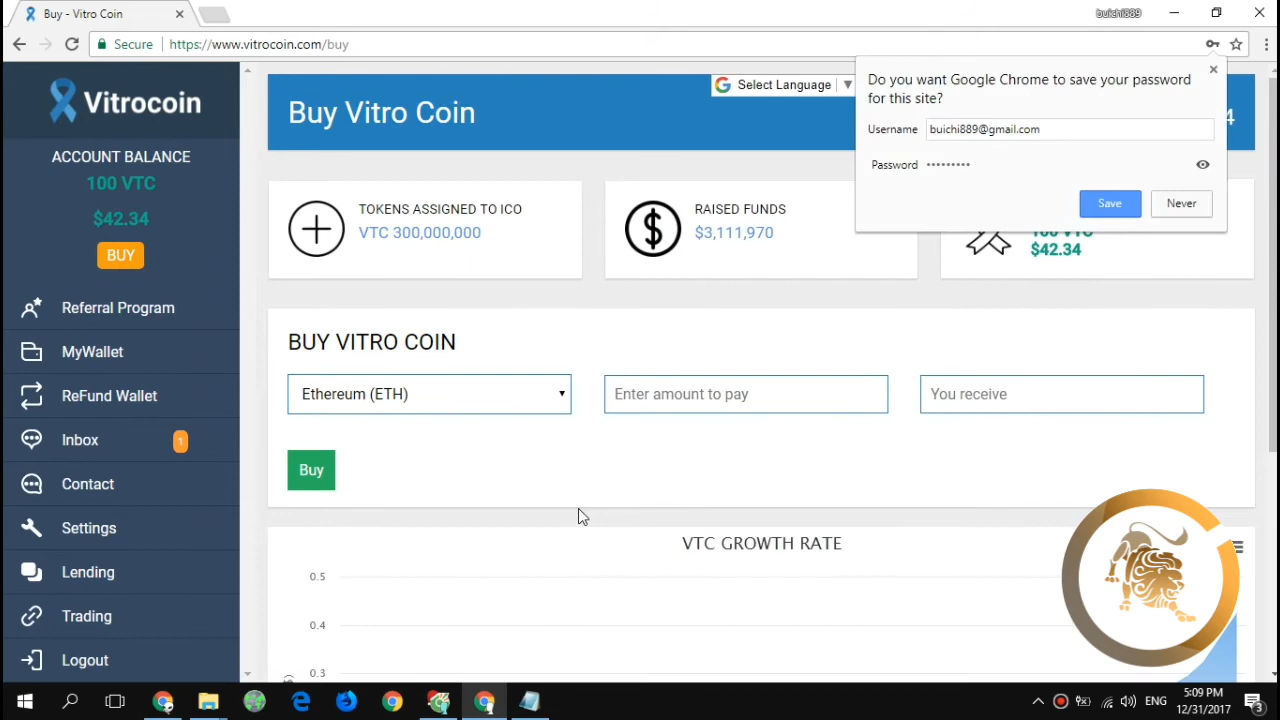 Buy - Vitro Coin
buichi889
Secure
https://www.vitrocoin.com/buy
Vitrocoin
ACCOUNT BALANCE
100 VTC
$42.34
BUY
Referral Program
MyWallet
ReFund Wallet
Inbox 1
Contact
Settings
Lending
Trading
Logout
Select Language
Buy Vitro Coin
4
Do you want Google Chrome to save your password
for this site?
Username buichi889@gmail.com
Password •••••••••
Save Never
TOKENS ASSIGNED TO ICO
VTC 300,000,000
RAISED FUNDS
$3,111,970
100 VTC
$42.34
BUY VITRO COIN
Ethereum (ETH)
Enter amount to pay
You receive
Buy
VTC GROWTH RATE
0.5
0.4
0.3
ENG
5:09 PM
12/31/2017
3